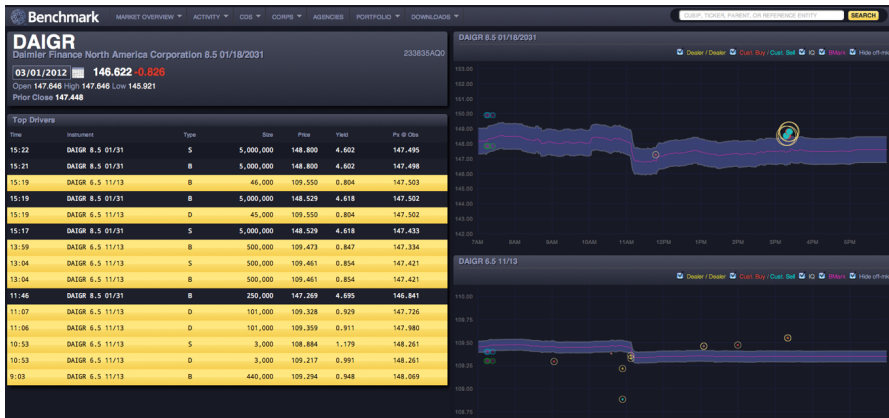 Benchmark MARKET OVERVIEW ACTIVITY CDS CORPS AGENCIES PORTFOLIO DOWNLOADS CUSIP, TICKER, PARENT, OR REFERENCE ENTITY SEARCH
DAIGR
Daimler Finance North America Corporation 8.5 01/18/2031 233835AQ0
03/01/2012 146.622 -0.826
Open 147.646 High 147.646 Low 145.921
Prior Close 147.448
Top Drivers
Time Instrument Type Size Price Yield Px @ Obs
15:22 DAIGR 8.5 01/31 S 5,000,000 148.800 4.602 147.495
15:21 DAIGR 8.5 01/31 B 5,000,000 148.800 4.602 147.498
15:19 DAIGR 6.5 11/13 B 46,000 109.550 0.804 147.503
15:19 DAIGR 8.5 01/31 B 5,000,000 148.529 4.618 147.502
15:19 DAIGR 6.5 11/13 D 45,000 109.550 0.804 147.502
15:17 DAIGR 8.5 01/31 S 5,000,000 148.529 4.618 147.433
13:59 DAIGR 6.5 11/13 B 500,000 109.473 0.847 147.334
13:04 DAIGR 6.5 11/13 S 500,000 109.461 0.854 147.421
13:04 DAIGR 6.5 11/13 B 500,000 109.461 0.854 147.421
11:46 DAIGR 8.5 01/31 B 250,000 147.269 4.695 146.841
11:07 DAIGR 6.5 11/13 D 101,000 109.328 0.929 147.726
11:06 DAIGR 6.5 11/13 D 101,000 109.359 0.911 147.980
10:53 DAIGR 6.5 11/13 S 3,000 108.884 1.179 148.261
10:53 DAIGR 6.5 11/13 D 3,000 109.217 0.991 148.261
9:03 DAIGR 6.5 11/13 B 440,000 109.294 0.948 148.069
DAIGR 8.5 01/18/2031
Dealer / Dealer Cust. Buy / Cust. Sell IQ BMark Hide off-mk
150.00
149.00
148.00
147.00
146.00
145.00
144.00
143.00
142.00
7AM 8AM 9AM 10AM 11AM 12PM 1PM 2PM 3PM 4PM 5PM
DAIGR 6.5 11/13
Dealer / Dealer Cust. Buy / Cust. Sell IQ BMark Hide off-mk
110.00
109.75
109.50
109.25
109.00
108.75